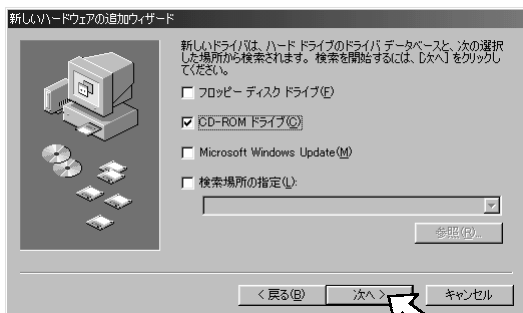 新しいハードウェアの追加ウィザード
新しいドライバは、ハード ドライブのドライバ データベースと、次の選択
した場所から検索されます。 検索を開始するには、[次へ] をクリックし
てください。
フロッピー ディスク ドライブ(F)
CD-ROM ドライブ(C)
Microsoft Windows Update(M)
検索場所の指定(L):
参照(R)...
< 戻る(B)
次へ >
キャンセル